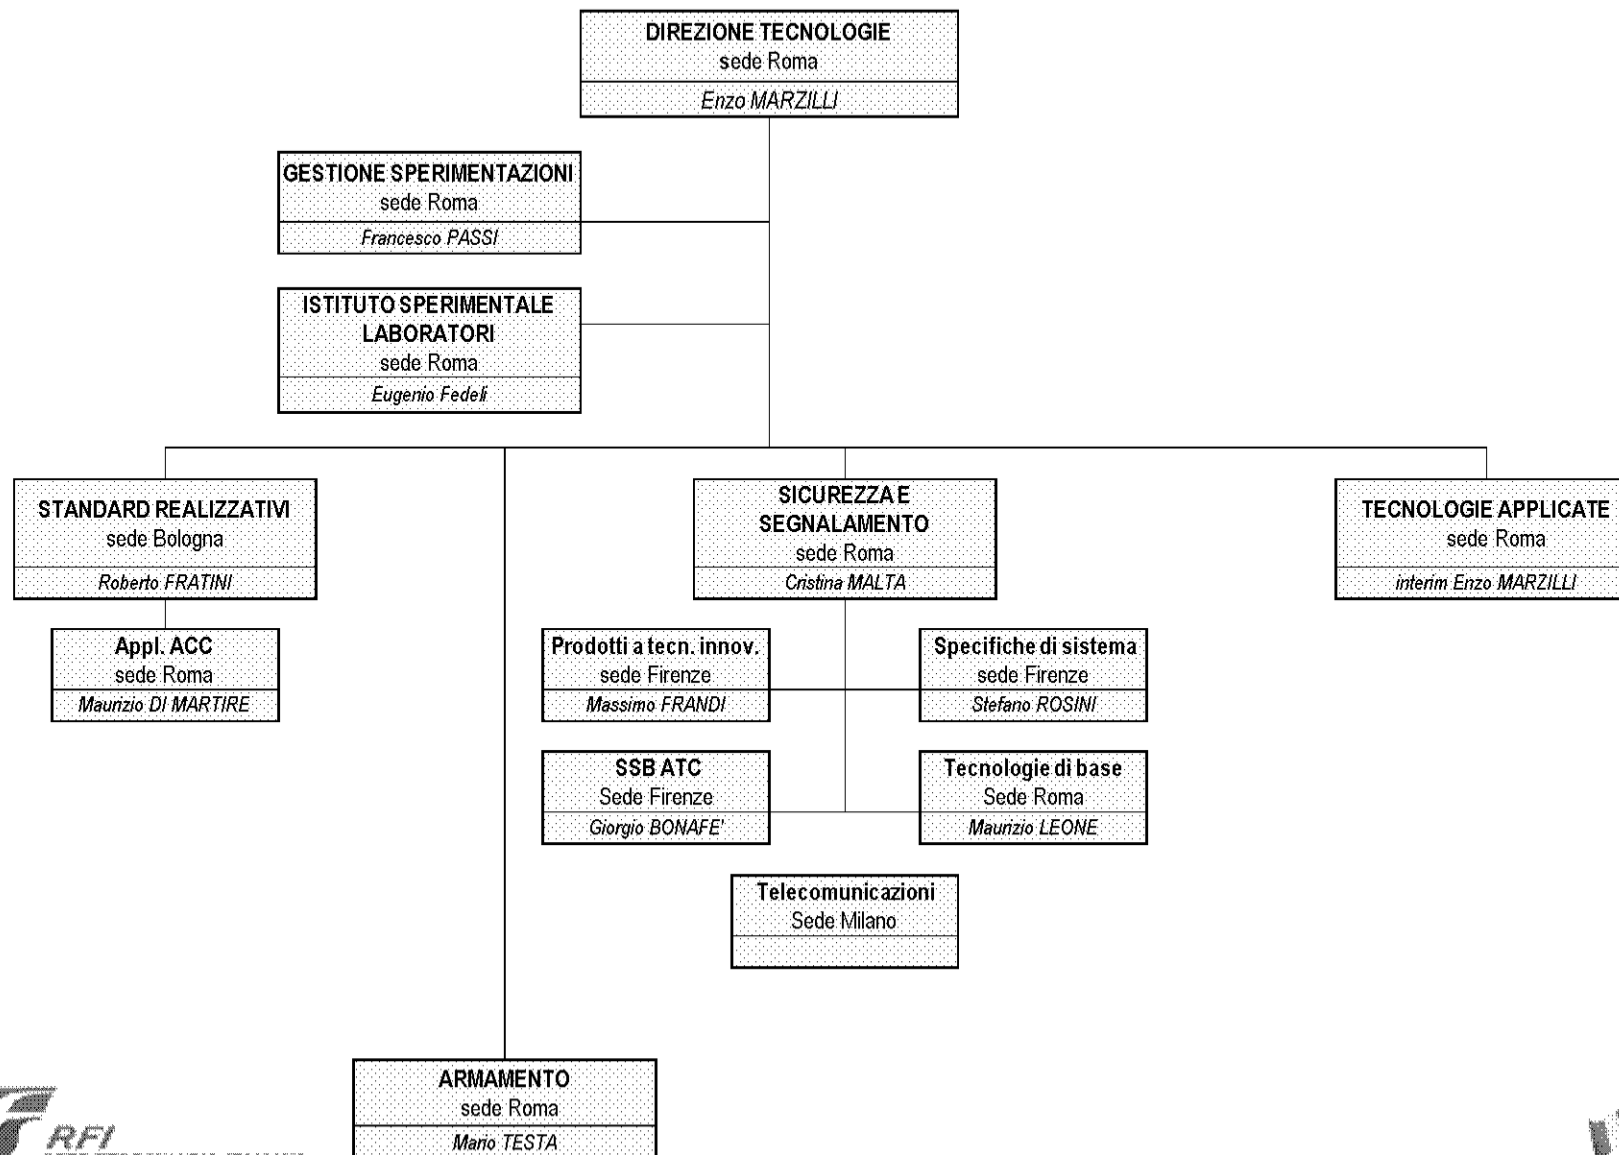 DIREZIONE TECNOLOGIE
sede Roma
Enzo MARZILLI
GESTIONE SPERIMENTAZIONI
sede Roma
Francesco PASSI
ISTITUTO SPERIMENTALE
LABORATORI
sede Roma
Eugenio Fedeli
STANDARD REALIZZATIVI
sede Bologna
Roberto FRATINI
Appl. ACC
sede Roma
Maurizio DI MARTIRE
SICUREZZA E
SEGNALAMENTO
sede Roma
Cristina MALTA
TECNOLOGIE APPLICATE
sede Roma
interim Enzo MARZILLI
Prodotti a tecn. innov.
sede Firenze
Massimo FRANDI
Specifiche di sistema
sede Firenze
Stefano ROSINI
SSB ATC
Sede Firenze
Giorgio BONAFE'
Tecnologie di base
Sede Roma
Maurizio LEONE
Telecomunicazioni
Sede Milano
ARMAMENTO
sede Roma
Mario TESTA
RFI